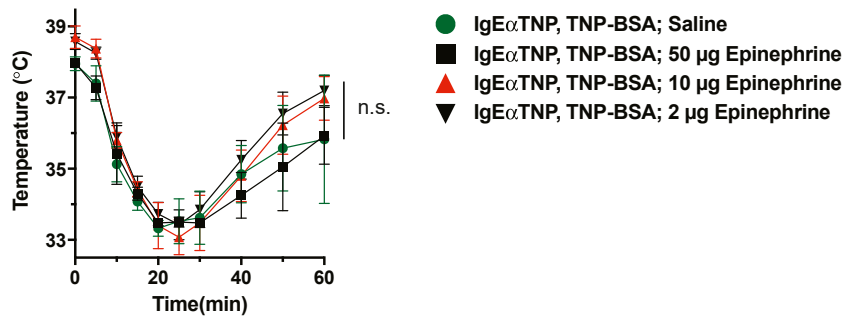 39
37
35
33
Temperature (°C)
0
20
40
60
Time(min)
n.s.
IgEαTNP, TNP-BSA; Saline
IgEαTNP, TNP-BSA; 50 µg Epinephrine
IgEαTNP, TNP-BSA; 10 µg Epinephrine
IgEαTNP, TNP-BSA; 2 µg Epinephrine